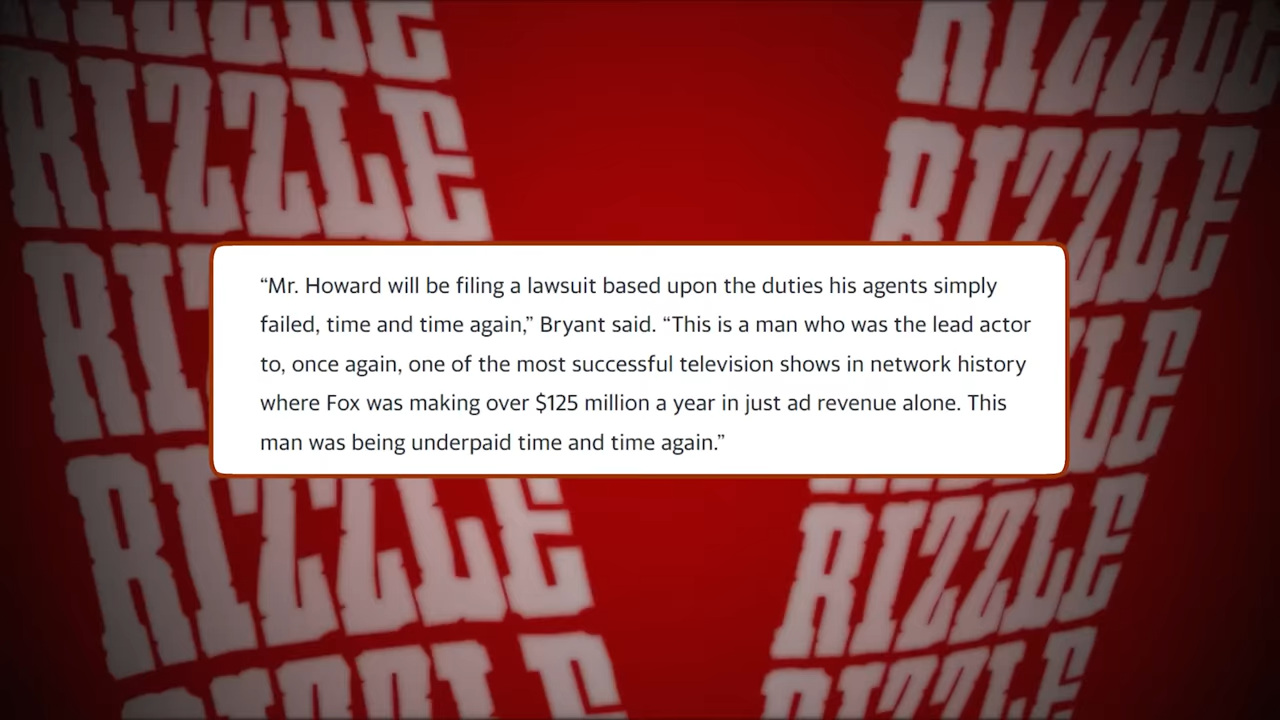 RIZZLE
RIZZLE
RIZZLE
RIZZLE
“Mr. Howard will be filing a lawsuit based upon the duties his agents simply
failed, time and time again,” Bryant said. “This is a man who was the lead actor
to, once again, one of the most successful television shows in network history
where Fox was making over $125 million a year in just ad revenue alone. This
man was being underpaid time and time again.”
RIZZLE
RIZZLE